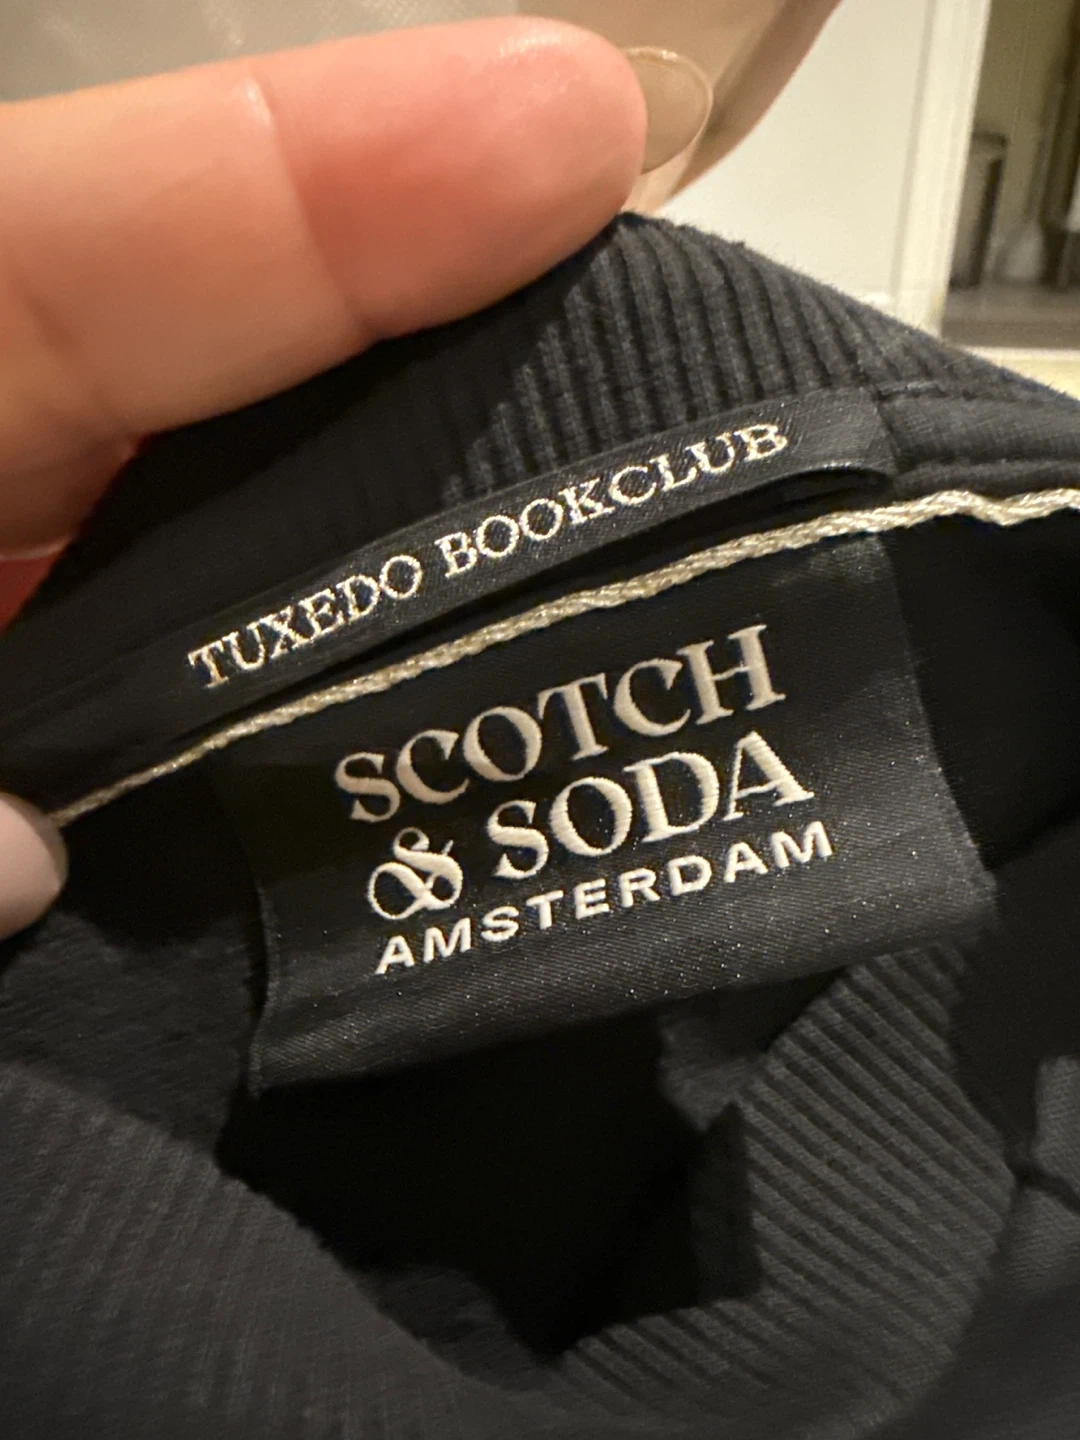 TUXEDO BOOKCLUB
SCOTCH
& SODA
AMSTERDAM